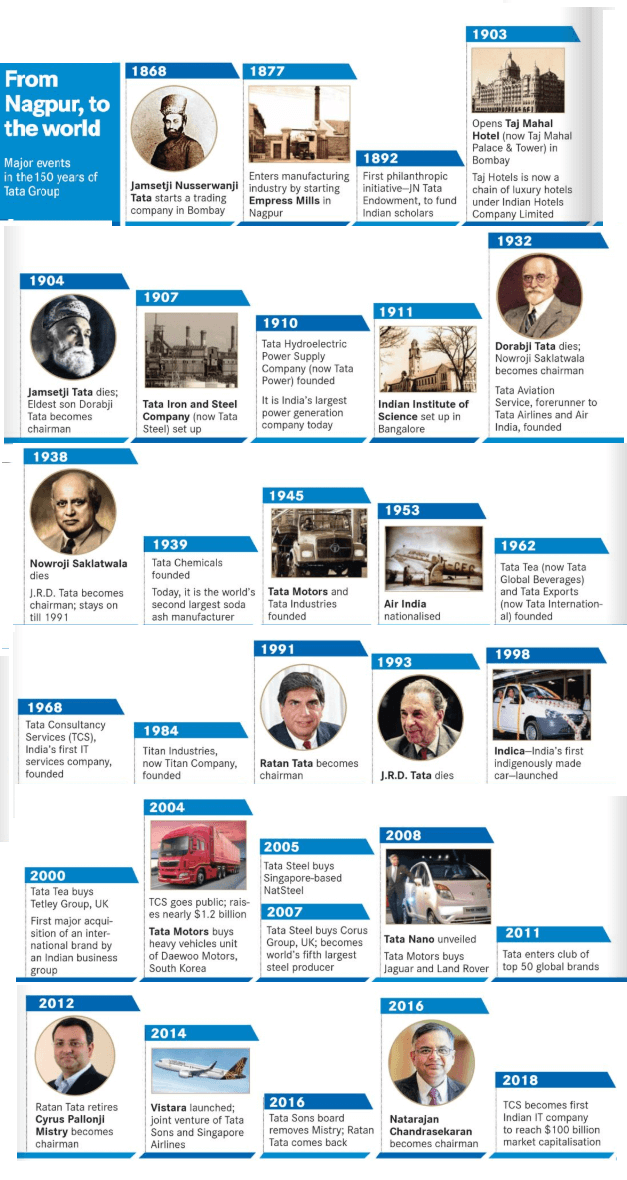 From
Nagpur, to
the world
Major events
in the 150 years of
Tata Group
1868
Jamsetji Nusserwanji
Tata starts a trading
company in Bombay
1877
Enters manufacturing
industry by starting
Empress Mills in
Nagpur
1892
First philanthropic
initiative—JN Tata
Endowment, to fund
Indian scholars
1903
Opens Taj Mahal
Hotel (now Taj Mahal
Palace & Tower) in
Bombay
Taj Hotels is now a
chain of luxury hotels
under Indian Hotels
Company Limited
1904
Jamsetji Tata dies;
Eldest son Dorabji
Tata becomes
chairman
1907
Tata Iron and Steel
Company (now Tata
Steel) set up
1910
Tata Hydroelectric
Power Supply
Company (now Tata
Power) founded
It is India's largest
power generation
company today
1911
Indian Institute of
Science set up in
Bangalore
1932
Dorabji Tata dies;
Nowroji Saklatwala
becomes chairman
Tata Aviation
Service, forerunner to
Tata Airlines and Air
India, founded
1938
Nowroji Saklatwala
dies
J.R.D. Tata becomes
chairman; stays on
till 1991
1939
Tata Chemicals
founded
Today, it is the world's
second largest soda
ash manufacturer
1945
Tata Motors and
Tata Industries
founded
1953
Air India
nationalised
1962
Tata Tea (now Tata
Global Beverages)
and Tata Exports
(now Tata Internation-
al) founded
1968
Tata Consultancy
Services (TCS),
India's first IT
services company,
founded
1984
Titan Industries,
now Titan Company,
founded
1991
Ratan Tata becomes
chairman
1993
J.R.D. Tata dies
1998
Indica—India's first
indigenously made
car—launched
2000
Tata Tea buys
Tetley Group, UK
First major acqui-
sition of an inter-
national brand by
an Indian business
group
2004
TCS goes public; rais-
es nearly $1.2 billion
Tata Motors buys
heavy vehicles unit
of Daewoo Motors,
South Korea
2005
Tata Steel buys
Singapore-based
NatSteel
2007
Tata Steel buys Corus
Group, UK; becomes
world's fifth largest
steel producer
2008
Tata Nano unveiled
Tata Motors buys
Jaguar and Land Rover
2011
Tata enters club of
top 50 global brands
2012
Ratan Tata retires
Cyrus Pallonji
Mistry becomes
chairman
2014
Vistara launched;
joint venture of Tata
Sons and Singapore
Airlines
2016
Tata Sons board
removes Mistry; Ratan
Tata comes back
2016
Natarajan
Chandrasekaran
becomes chairman
2018
TCS becomes first
Indian IT company
to reach $100 billion
market capitalisation